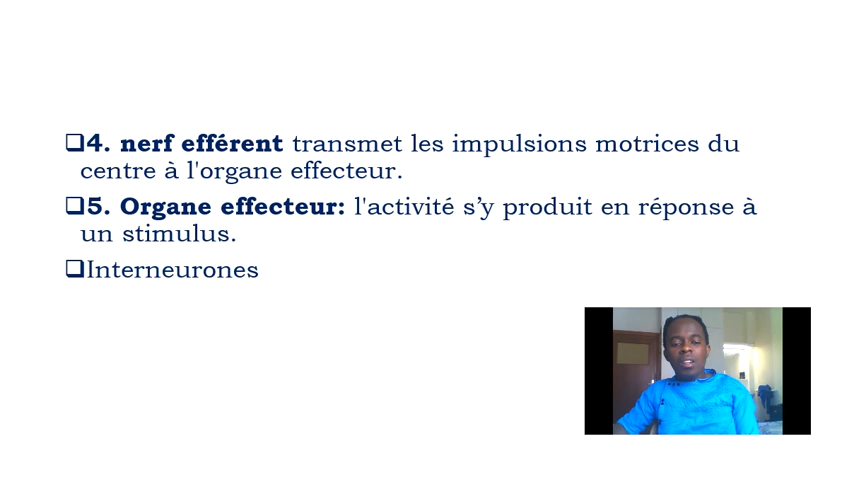 ❑4. nerf efférent transmet les impulsions motrices du
centre à l'organe effecteur.
❑5. Organe effecteur: l'activité s’y produit en réponse à
un stimulus.
❑Interneurones